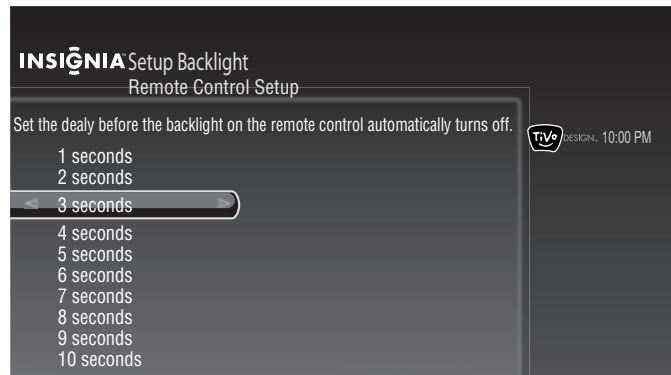 INSIGNIA™ Setup Backlight
Remote Control Setup
Set the dealy before the backlight on the remote control automatically turns off.
TiVo DESIGN™ 10:00 PM
1 seconds
2 seconds
3 seconds
4 seconds
5 seconds
6 seconds
7 seconds
8 seconds
9 seconds
10 seconds